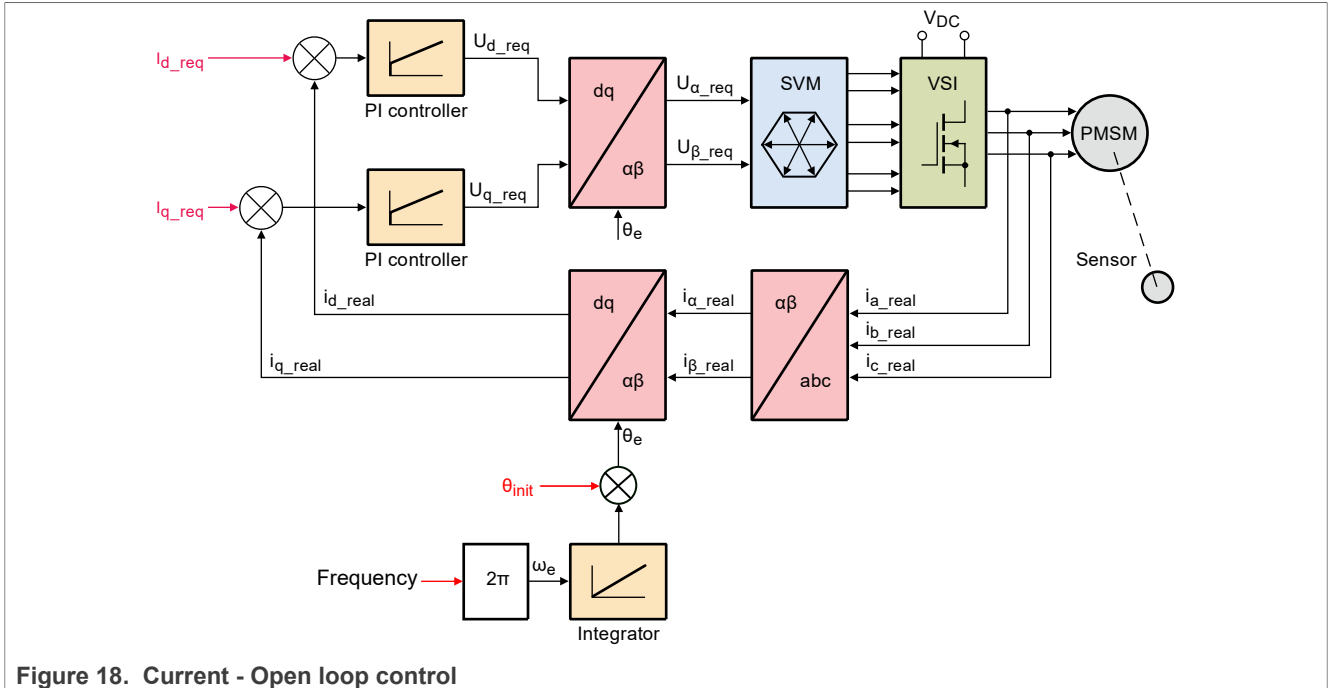 V_DC
I_d_req
U_d_req
PI controller
dq
αβ
U_α_req
U_β_req
SVM
VSI
PMSM
I_q_req
U_q_req
PI controller
θ_e
Sensor
i_d_real
dq
αβ
i_α_real
αβ
abc
i_a_real
i_b_real
i_q_real
i_β_real
i_c_real
θ_e
θ_init
Frequency
2π
ω_e
Integrator
Figure 18. Current - Open loop control